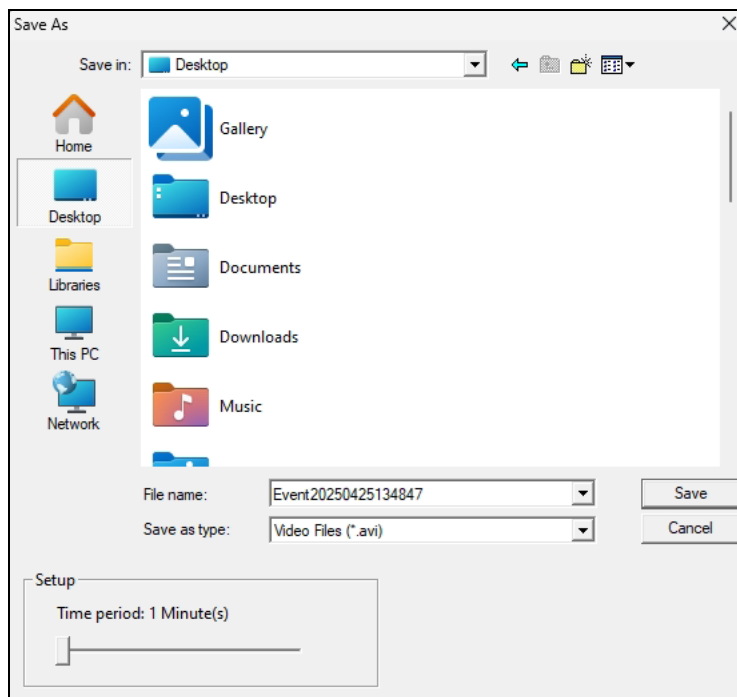 Save As
Save in:
Desktop
Home
Desktop
Libraries
This PC
Network
Gallery
Desktop
Documents
Downloads
Music
File name:
Event20250425134847
Save
Save as type:
Video Files (*.avi)
Cancel
Setup
Time period: 1 Minute(s)